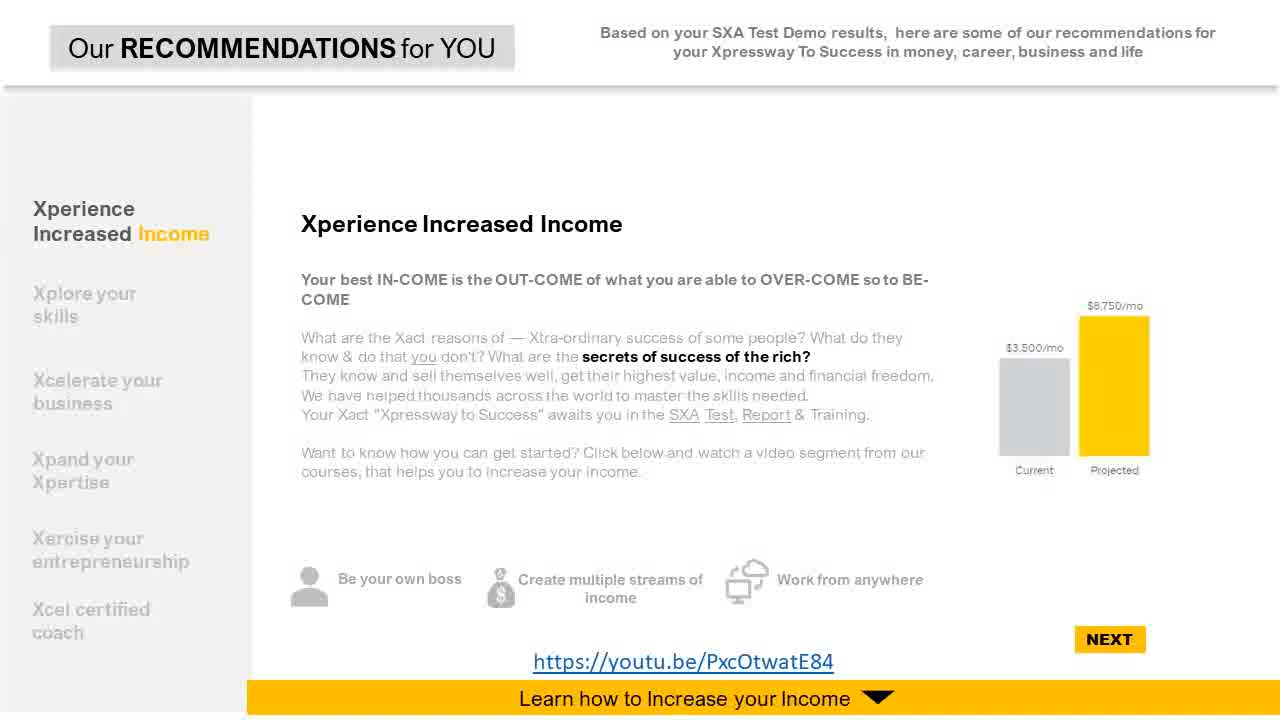 Our RECOMMENDATIONS for YOU
Based on your SXA Test Demo results, here are some of our recommendations for
your Xpressway To Success in money, career, business and life
Xperience
Increased Income
Xplore your
skills
Xcelerate your
business
Xpand your
Xpertise
Xercise your
entrepreneurship
Xcel certified
coach
Xperience Increased Income
Your best IN-COME is the OUT-COME of what you are able to OVER-COME so to BE-
COME
What are the Xact reasons of — Xtra-ordinary success of some people? What do they
know & do that you don't? What are the secrets of success of the rich?
They know and sell themselves well, get their highest value, income and financial freedom.
We have helped thousands across the world to master the skills needed.
Your Xact "Xpressway to Success" awaits you in the SXA Test, Report & Training.
Want to know how you can get started? Click below and watch a video segment from our
courses, that helps you to increase your income.
$8,750/mo
$3,500/mo
Current
Projected
Be your own boss
Create multiple streams of
income
Work from anywhere
NEXT
https://youtu.be/PxcOtwatE84
Learn how to Increase your Income